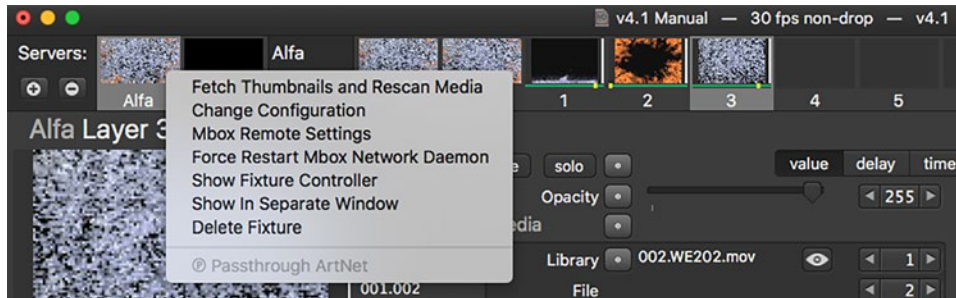 v4.1 Manual — 30 fps non-drop — v4.1
Servers:
Alfa
Alfa
1 2 3 4 5
Fetch Thumbnails and Rescan Media
Change Configuration
Mbox Remote Settings
Force Restart Mbox Network Daemon
Show Fixture Controller
Show In Separate Window
Delete Fixture
Ⓟ Passthrough ArtNet
Alfa Layer 3
solo
value delay time
Opacity 255
Library 002.WE202.mov 1
001.002 File 2